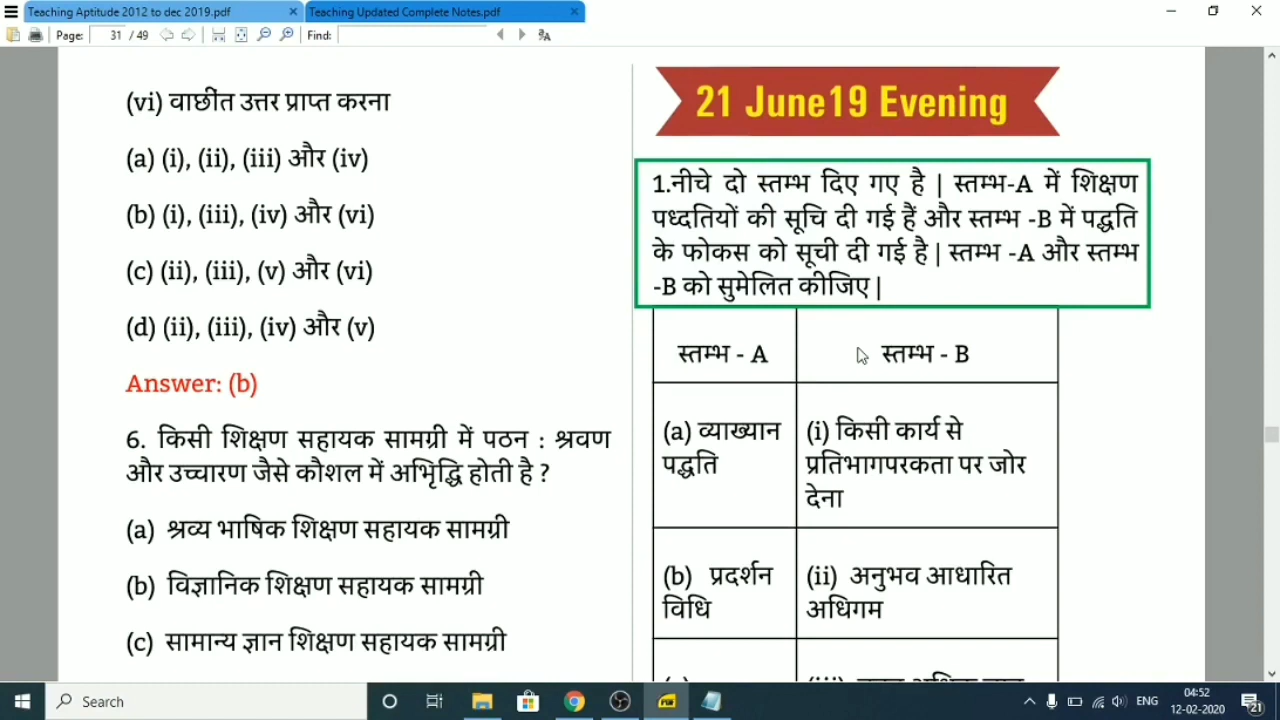 Teaching Aptitude 2012 to dec 2019.pdf
Teaching Updated Complete Notes.pdf
Page: 31 / 49
Find:
(vi) वाछींत उत्तर प्राप्त करना
(a) (i), (ii), (iii) और (iv)
(b) (i), (iii), (iv) और (vi)
(c) (ii), (iii), (v) और (vi)
(d) (ii), (iii), (iv) और (v)
Answer: (b)
6. किसी शिक्षण सहायक सामग्री में पठन : श्रवण
और उच्चारण जैसे कौशल में अभिृद्धि होती है ?
(a) श्रव्य भाषिक शिक्षण सहायक सामग्री
(b) विज्ञानिक शिक्षण सहायक सामग्री
(c) सामान्य ज्ञान शिक्षण सहायक सामग्री
21 June19 Evening
1.नीचे दो स्तम्भ दिए गए है | स्तम्भ-A में शिक्षण
पध्दतियों की सूचि दी गई हैं और स्तम्भ -B में पद्धति
के फोकस को सूची दी गई है | स्तम्भ -A और स्तम्भ
-B को सुमेलित कीजिए |
स्तम्भ - A
स्तम्भ - B
(a) व्याख्यान
पद्धति
(i) किसी कार्य से
प्रतिभागपरकता पर जोर
देना
(b) प्रदर्शन
विधि
(ii) अनुभव आधारित
अधिगम
Search
ENG
04:52
12-02-2020
21